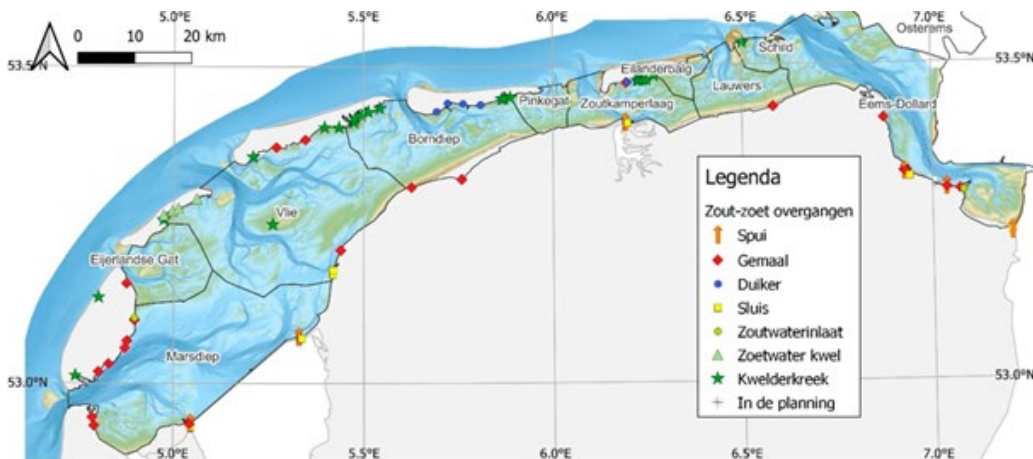 5.0°E 5.5°E 6.0°E 6.5°E 7.0°E
0 10 20 km
53.5°N
53.5°N
Osterems
Schild
Eilanderbalg
Lauwers
Pinkegat
Zoutkamperlaag
Eems-Dollard
Borndiep
Vlie
Eijerlandse Gat
Marsdiep
53.0°N
53.0°N
Legenda
Zout-zoet overgangen
Spui
Gemaal
Duiker
Sluis
Zoutwaterinlaat
Zoetwater kwel
Kwelderkreek
In de planning
5.0°E 5.5°E 6.0°E 6.5°E 7.0°E